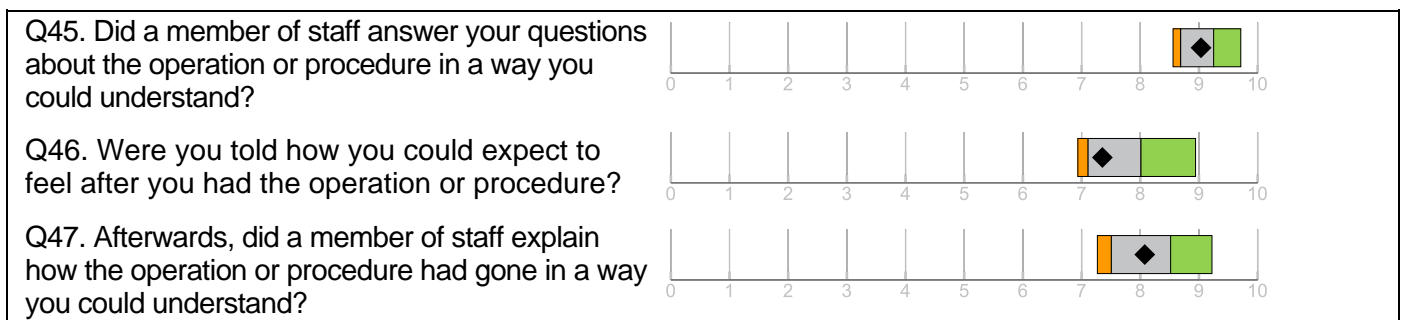 Q45. Did a member of staff answer your questions
about the operation or procedure in a way you
could understand?
0 1 2 3 4 5 6 7 8 9 10
Q46. Were you told how you could expect to
feel after you had the operation or procedure?
0 1 2 3 4 5 6 7 8 9 10
Q47. Afterwards, did a member of staff explain
how the operation or procedure had gone in a way
you could understand?
0 1 2 3 4 5 6 7 8 9 10